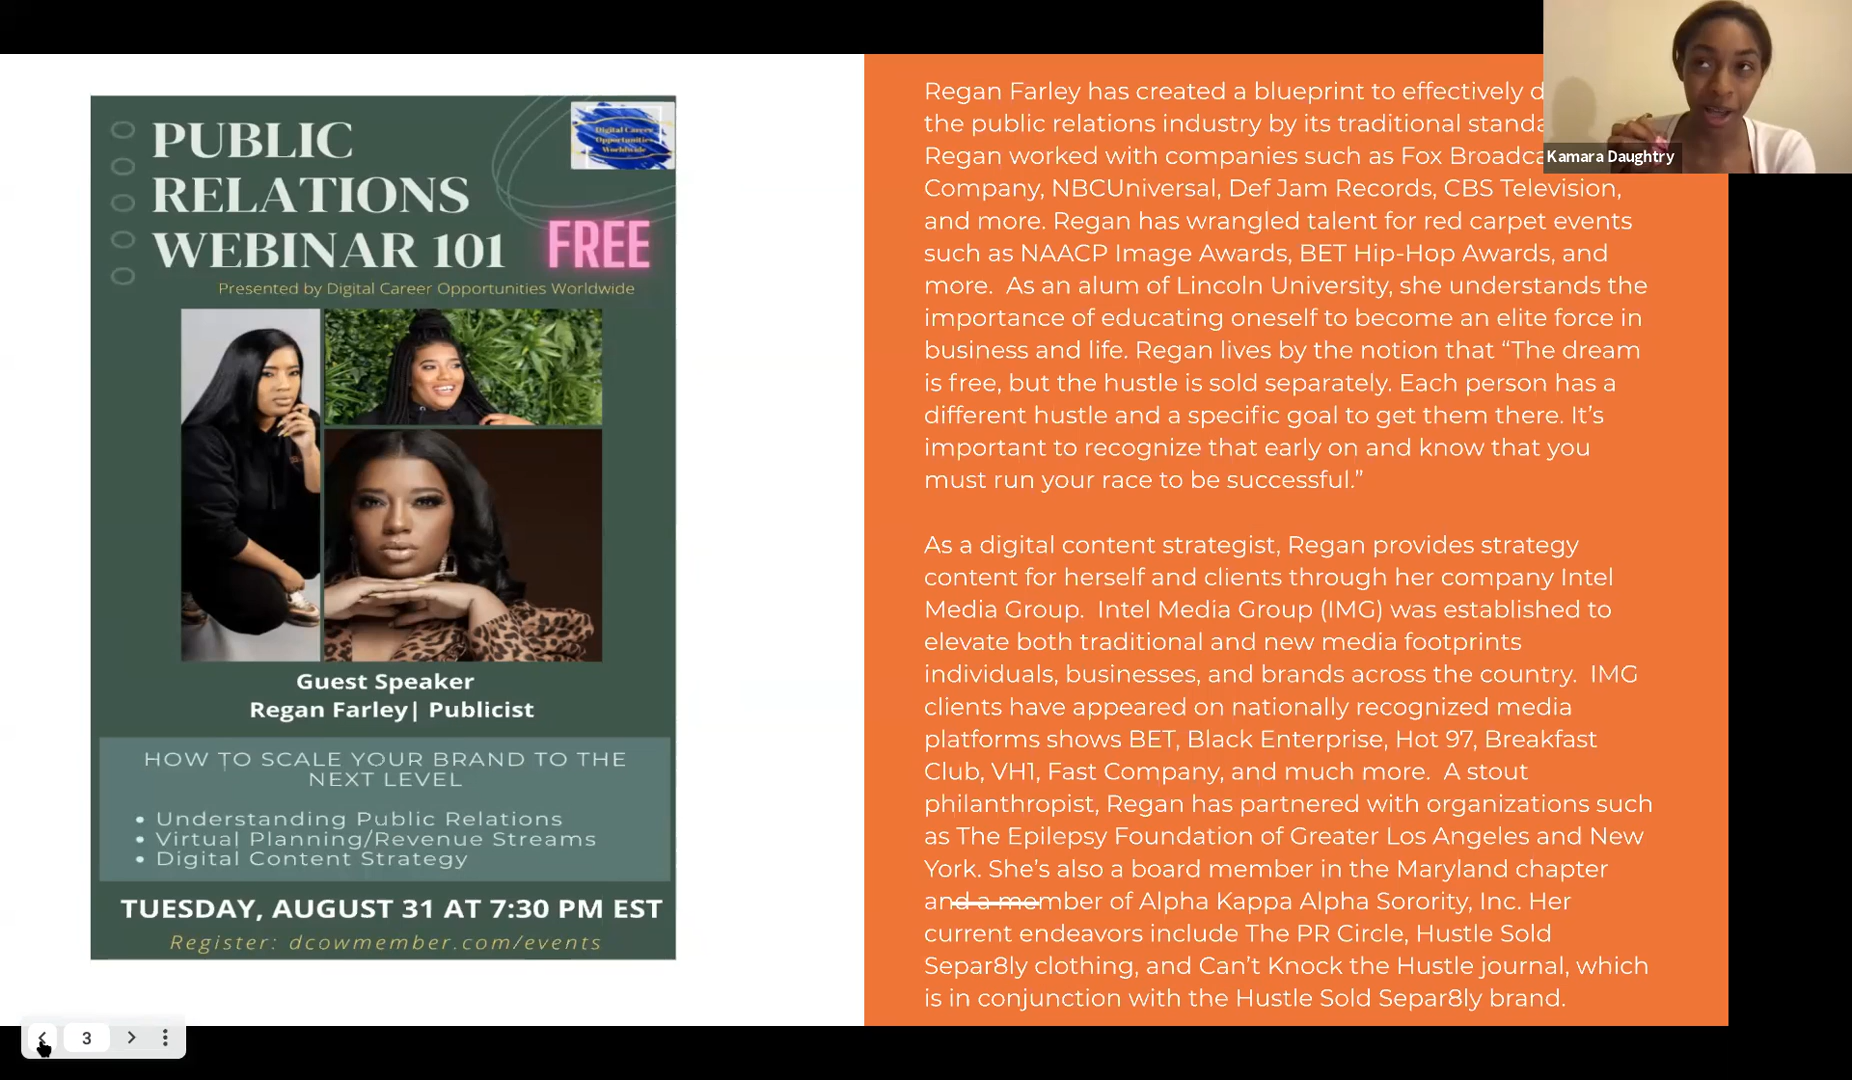 PUBLIC
RELATIONS
WEBINAR 101
FREE
Digital Career
Opportunities
Worldwide
Presented by Digital Career Opportunities Worldwide
Guest Speaker
Regan Farley| Publicist
HOW TO SCALE YOUR BRAND TO THE
NEXT LEVEL
• Understanding Public Relations
• Virtual Planning/Revenue Streams
• Digital Content Strategy
TUESDAY, AUGUST 31 AT 7:30 PM EST
Register: dcowmember.com/events
Regan Farley has created a blueprint to effectively
the public relations industry by its traditional
Regan worked with companies such as Fox
Company, NBCUniversal, Def Jam Records, CBS Television,
and more. Regan has wrangled talent for red carpet events
such as NAACP Image Awards, BET Hip-Hop Awards, and
more.  As an alum of Lincoln University, she understands the
importance of educating oneself to become an elite force in
business and life. Regan lives by the notion that “The dream
is free, but the hustle is sold separately. Each person has a
different hustle and a specific goal to get them there. It’s
important to recognize that early on and know that you
must run your race to be successful.”
As a digital content strategist, Regan provides strategy
content for herself and clients through her company Intel
Media Group.  Intel Media Group (IMG) was established to
elevate both traditional and new media footprints
individuals, businesses, and brands across the country.  IMG
clients have appeared on nationally recognized media
platforms shows BET, Black Enterprise, Hot 97, Breakfast
Club, VH1, Fast Company, and much more.  A stout
philanthropist, Regan has partnered with organizations such
as The Epilepsy Foundation of Greater Los Angeles and New
York. She’s also a board member in the Maryland chapter
and a member of Alpha Kappa Alpha Sorority, Inc. Her
current endeavors include The PR Circle, Hustle Sold
Separ8ly clothing, and Can’t Knock the Hustle journal, which
is in conjunction with the Hustle Sold Separ8ly brand.
Kamara Daughtry
3